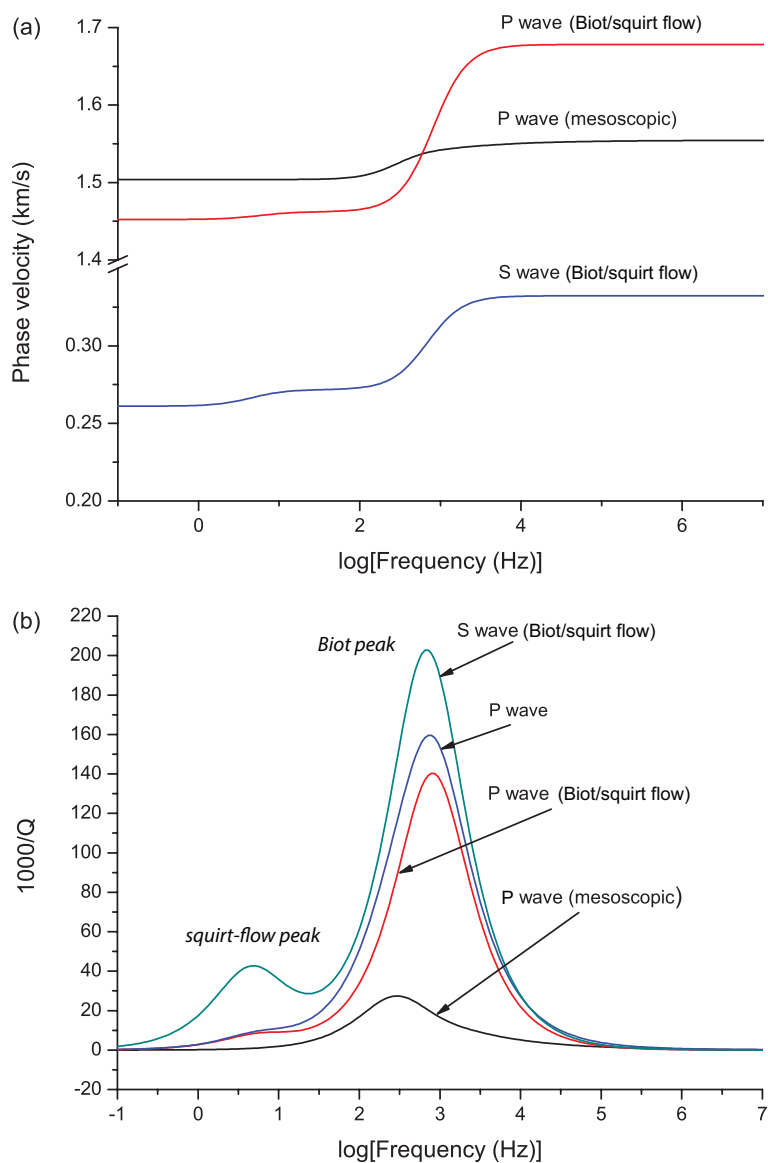 (a)
1.7
P wave (Biot/squirt flow)
1.6
P wave (mesoscopic)
1.5
1.4
S wave (Biot/squirt flow)
0.30
0.25
0.20
Phase velocity (km/s)
0 2 4 6
log[Frequency (Hz)]
(b)
220
200
180
160
140
120
100
80
60
40
20
0
-20
1000/Q
Biot peak
S wave (Biot/squirt flow)
P wave
P wave (Biot/squirt flow)
P wave (mesoscopic)
squirt-flow peak
-1 0 1 2 3 4 5 6 7
log[Frequency (Hz)]